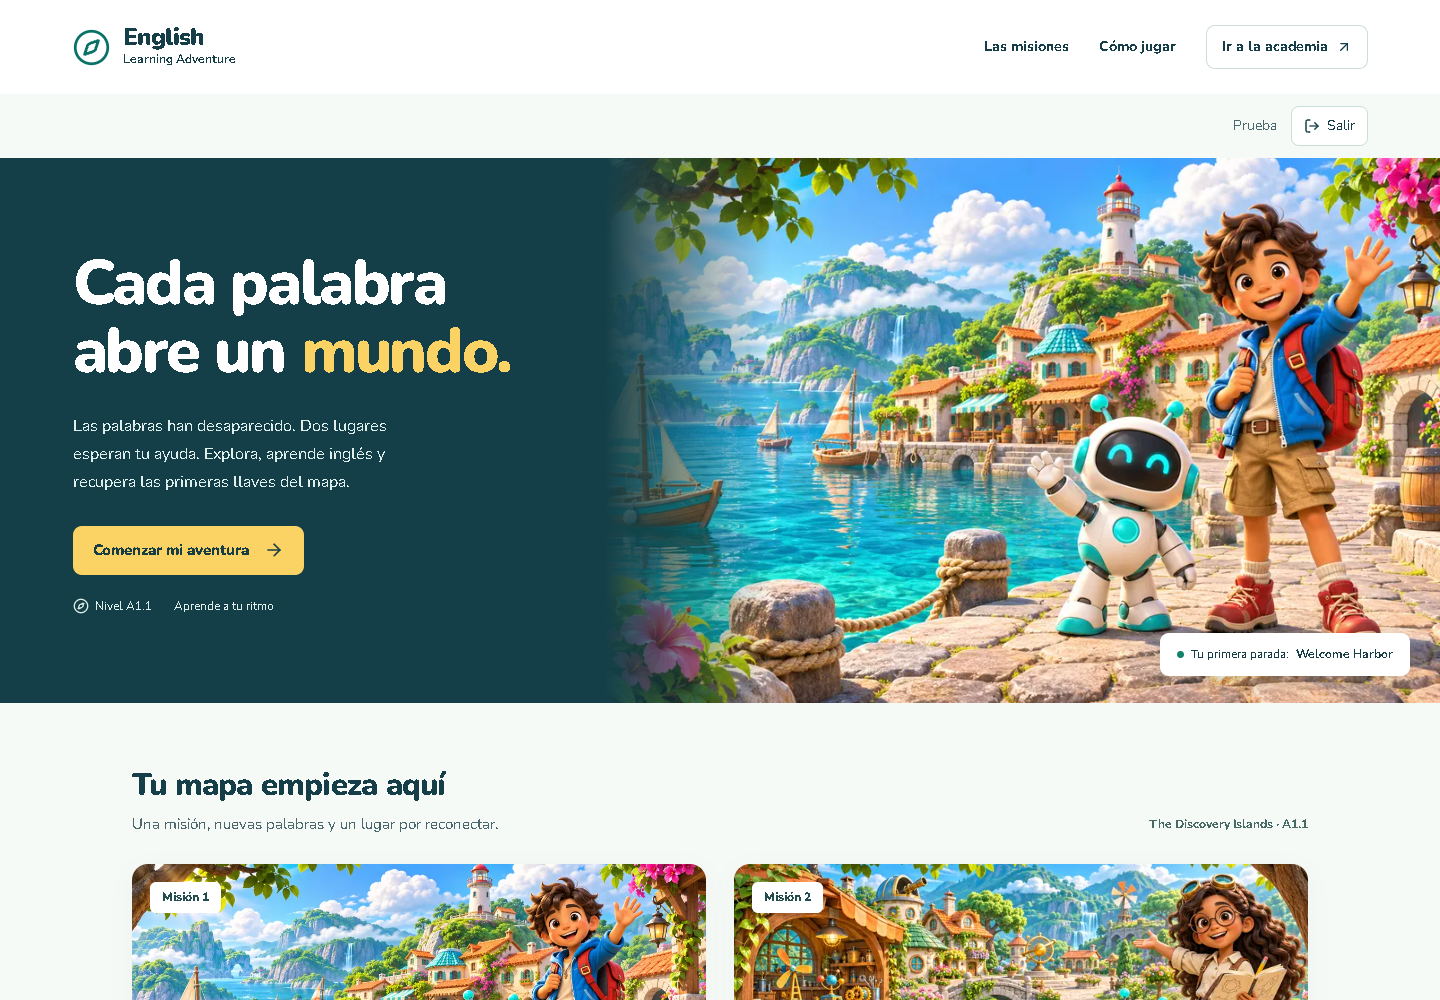 English
Learning Adventure
Las misiones
Cómo jugar
Ir a la academia
Prueba
Salir
Cada palabra
abre un mundo.
Las palabras han desaparecido. Dos lugares
esperan tu ayuda. Explora, aprende inglés y
recupera las primeras llaves del mapa.
Comenzar mi aventura
Nivel A1.1
Aprende a tu ritmo
Tu primera parada: Welcome Harbor
Tu mapa empieza aquí
Una misión, nuevas palabras y un lugar por reconectar.
The Discovery Islands · A1.1
Misión 1
Misión 2